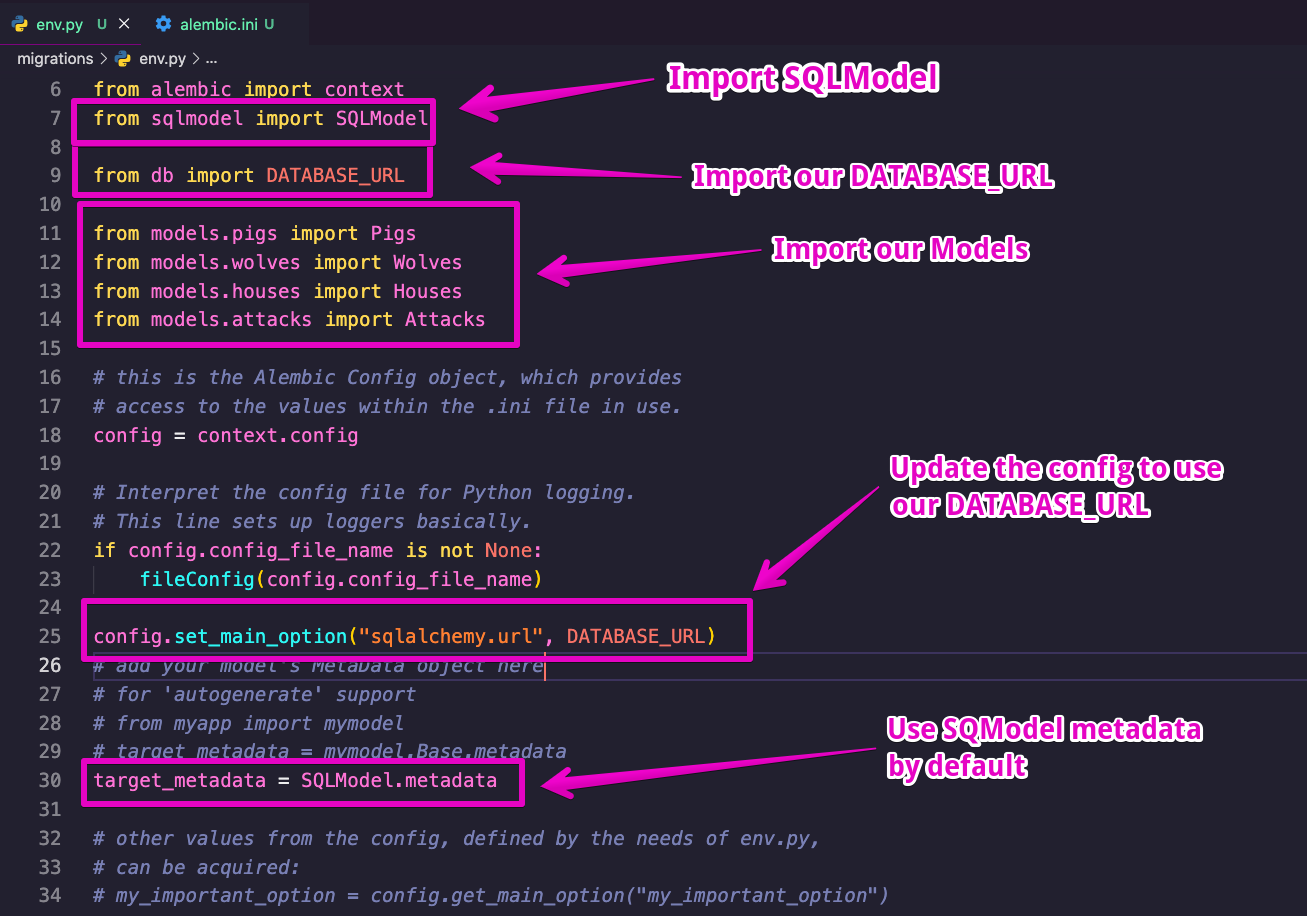 env.py U
alembic.ini U
migrations > env.py > ...
6 from alembic import context
Import SQLModel
7 from sqlmodel import SQLModel
8
9 from db import DATABASE_URL
Import our DATABASE_URL
10
11 from models.pigs import Pigs
Import our Models
12 from models.wolves import Wolves
13 from models.houses import Houses
14 from models.attacks import Attacks
15
16 # this is the Alembic Config object, which provides
17 # access to the values within the .ini file in use.
18 config = context.config
19
Update the config to use
our DATABASE_URL
20 # Interpret the config file for Python logging.
21 # This line sets up loggers basically.
22 if config.config_file_name is not None:
23 fileConfig(config.config_file_name)
24
25 config.set_main_option("sqlalchemy.url", DATABASE_URL)
26 # add your model's MetaData object here
27 # for 'autogenerate' support
28 # from myapp import mymodel
Use SQModel metadata
by default
29 # target_metadata = mymodel.Base.metadata
30 target_metadata = SQLModel.metadata
31
32 # other values from the config, defined by the needs of env.py,
33 # can be acquired:
34 # my_important_option = config.get_main_option("my_important_option")